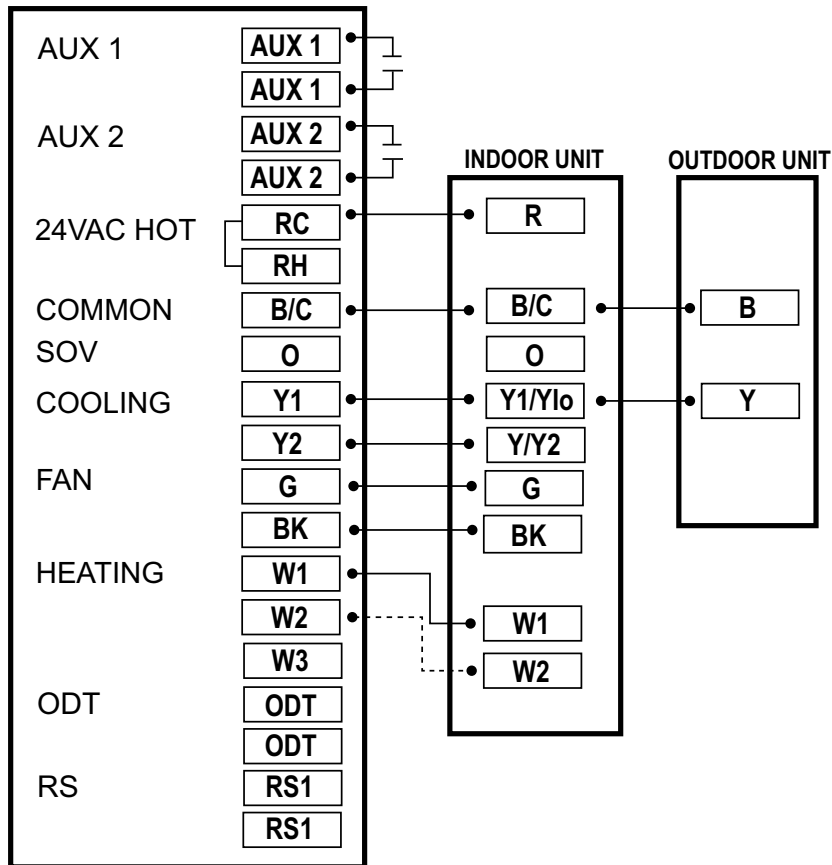 AUX 1 AUX 1
AUX 1
AUX 2 AUX 2
AUX 2
INDOOR UNIT OUTDOOR UNIT
24VAC HOT RC R
RH
COMMON B/C B/C B
SOV O O
COOLING Y1 Y1/Ylo Y
Y2 Y/Y2
FAN G G
BK BK
HEATING W1
W2 W1
W3 W2
ODT ODT
ODT
RS RS1
RS1